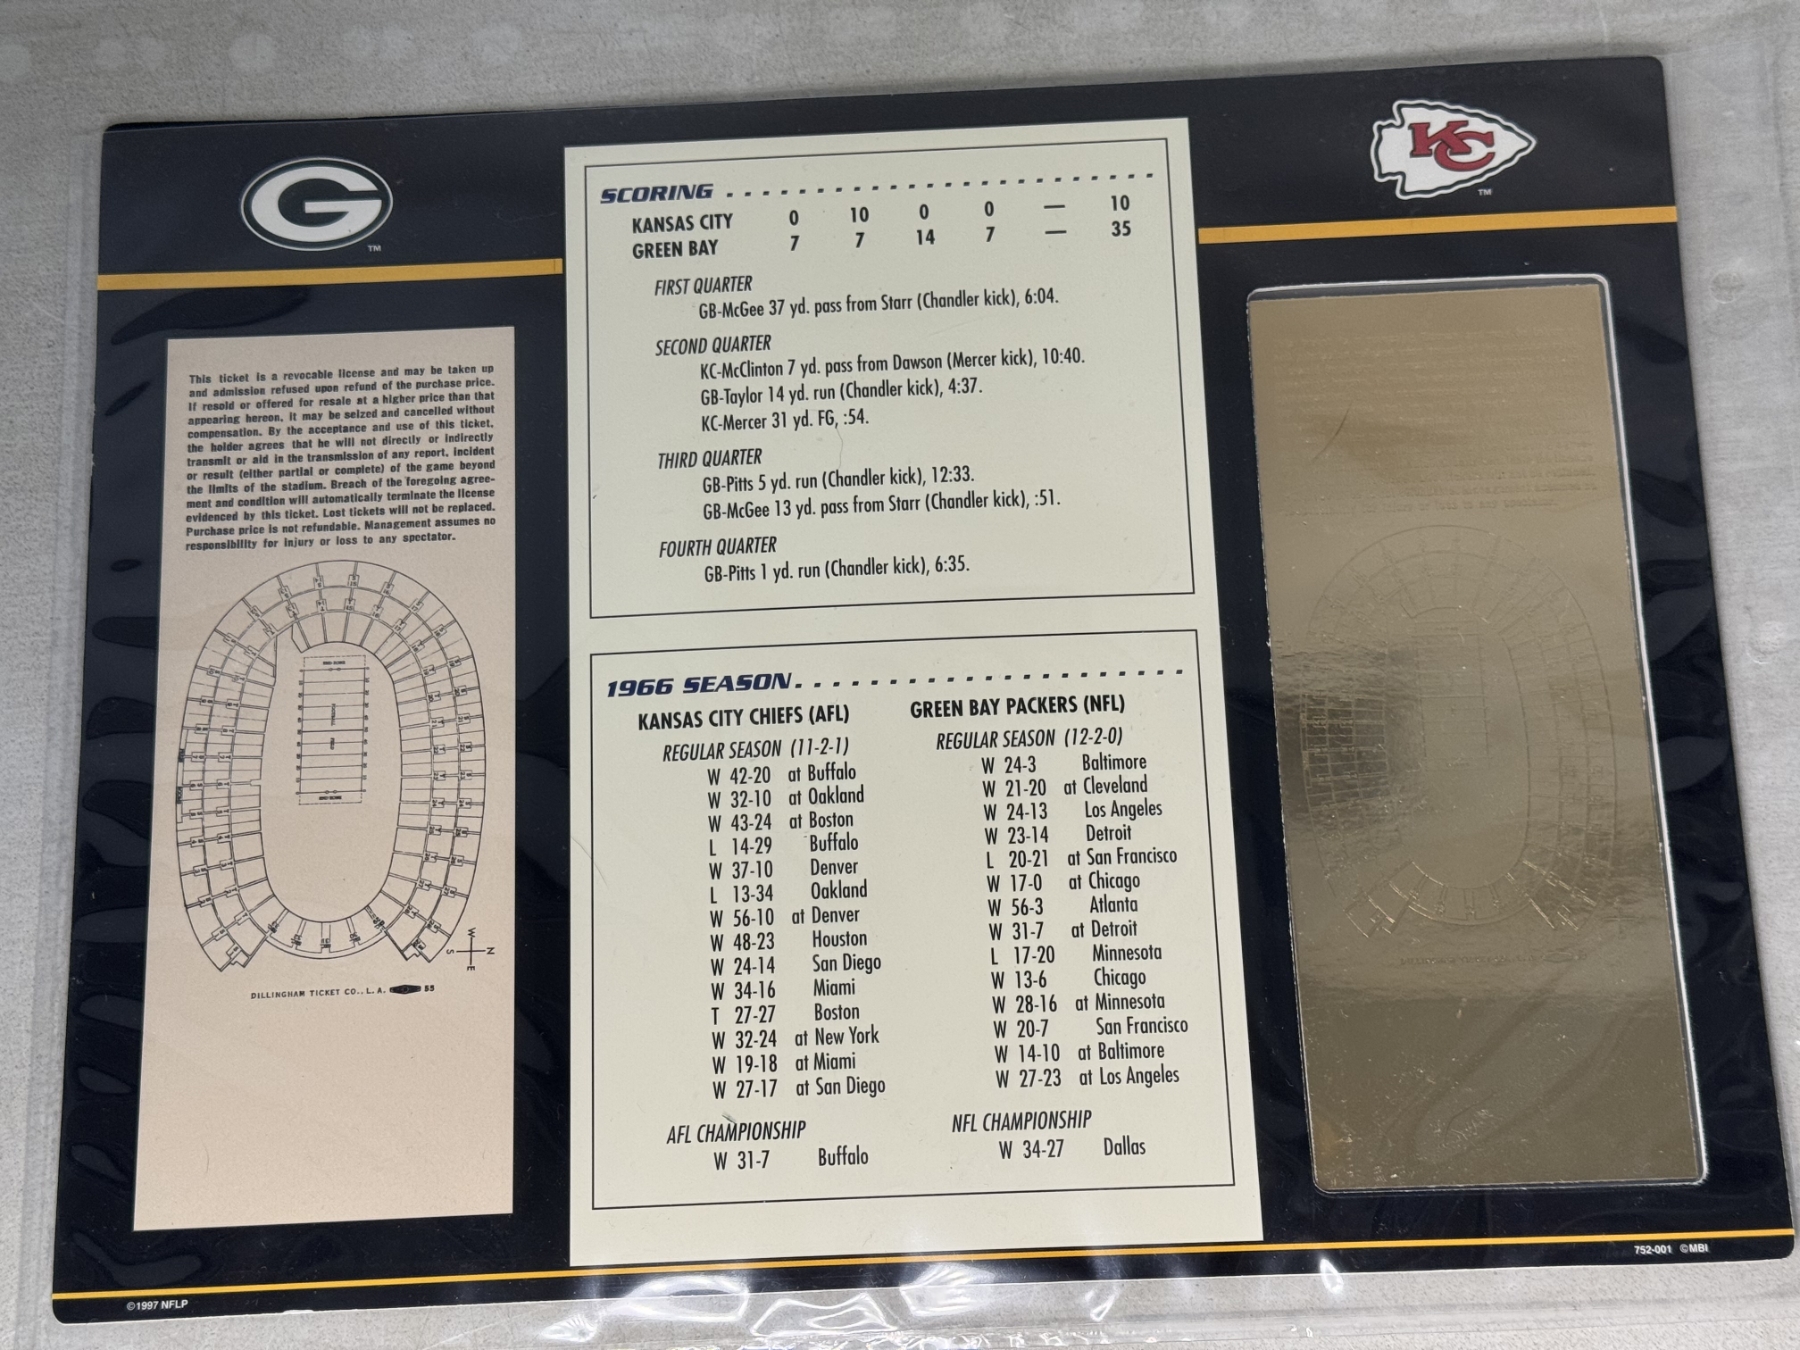 G
TM
KC
TM
This ticket is a revocable license and may be taken up
and admission refused upon refund of the purchase price.
If resold or offered for resale at a higher price than that
appearing hereon, it may be seized and cancelled without
compensation. By the acceptance and use of this ticket,
the holder agrees that he will not directly or indirectly
transmit or aid in the transmission of any report, incident
or result (either partial or complete) of the game beyond
the limits of the stadium. Breach of the foregoing agree-
ment and condition will automatically terminate the license
evidenced by this ticket. Lost tickets will not be replaced.
Purchase price is not refundable. Management assumes no
responsibility for injury or loss to any spectator.
W
S N
E
DILLINGHAM TICKET CO., L. A. 55
SCORING
KANSAS CITY 0 10 0 0 — 10
GREEN BAY 7 7 14 7 — 35
FIRST QUARTER
GB-McGee 37 yd. pass from Starr (Chandler kick), 6:04.
SECOND QUARTER
KC-McClinton 7 yd. pass from Dawson (Mercer kick), 10:40.
GB-Taylor 14 yd. run (Chandler kick), 4:37.
KC-Mercer 31 yd. FG, :54.
THIRD QUARTER
GB-Pitts 5 yd. run (Chandler kick), 12:33.
GB-McGee 13 yd. pass from Starr (Chandler kick), :51.
FOURTH QUARTER
GB-Pitts 1 yd. run (Chandler kick), 6:35.
1966 SEASON
KANSAS CITY CHIEFS (AFL)
REGULAR SEASON (11-2-1)
W 42-20 at Buffalo
W 32-10 at Oakland
W 43-24 at Boston
L 14-29 Buffalo
W 37-10 Denver
L 13-34 Oakland
W 56-10 at Denver
W 48-23 Houston
W 24-14 San Diego
W 34-16 Miami
T 27-27 Boston
W 32-24 at New York
W 19-18 at Miami
W 27-17 at San Diego
AFL CHAMPIONSHIP
W 31-7 Buffalo
GREEN BAY PACKERS (NFL)
REGULAR SEASON (12-2-0)
W 24-3 Baltimore
W 21-20 at Cleveland
W 24-13 Los Angeles
W 23-14 Detroit
L 20-21 at San Francisco
W 17-0 at Chicago
W 56-3 Atlanta
W 31-7 at Detroit
L 17-20 Minnesota
W 13-6 Chicago
W 28-16 at Minnesota
W 20-7 San Francisco
W 14-10 at Baltimore
W 27-23 at Los Angeles
NFL CHAMPIONSHIP
W 34-27 Dallas
©1997 NFLP
752-001 ©MBI